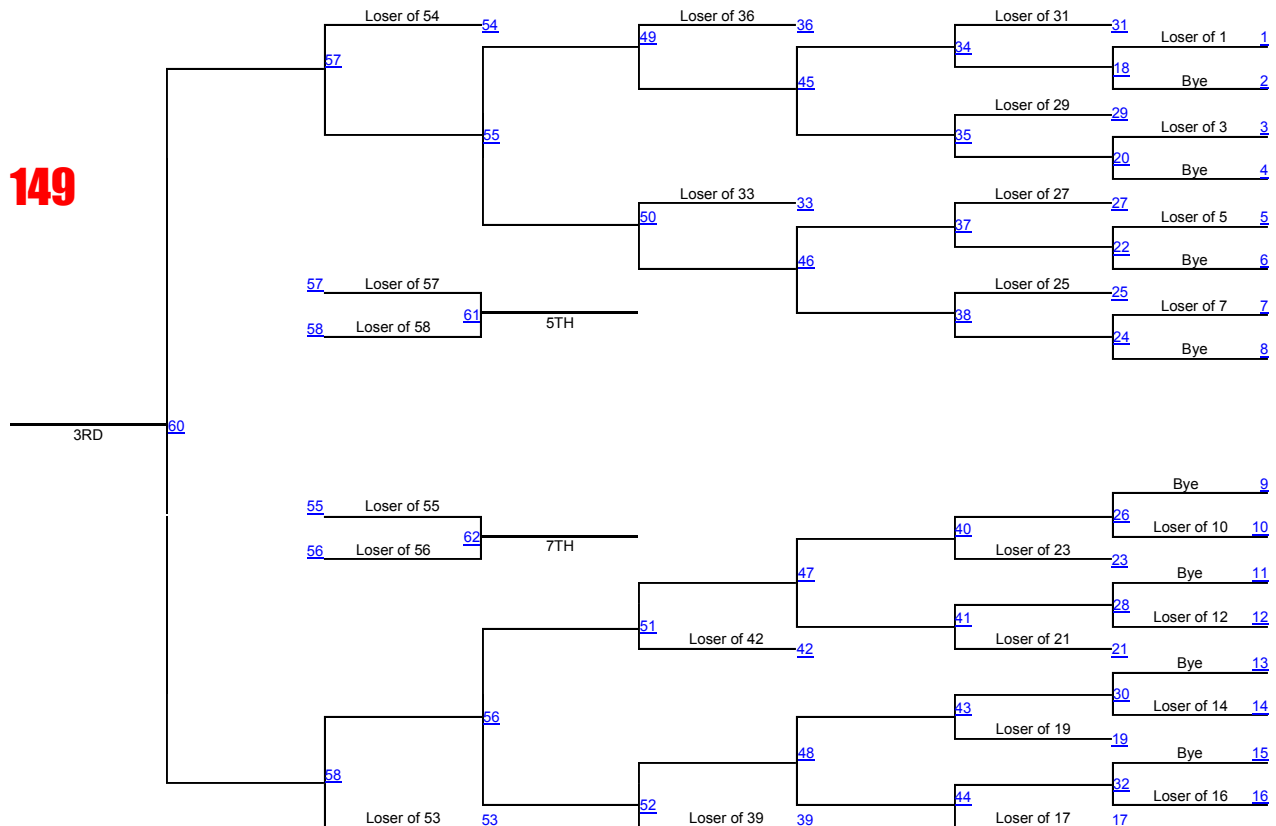 Loser of 54 54 Loser of 36 36 Loser of 31 31
Loser of 1 1
49 34
57 18
45 Bye 2
Loser of 29 29
Loser of 3 3
55 35
20
149 Bye 4
Loser of 33 33 Loser of 27 27
50 37 Loser of 5 5
22
46 Bye 6
57 Loser of 57 Loser of 25 25
61 5TH 38 Loser of 7 7
58 Loser of 58 24
Bye 8
3RD 60
Bye 9
55 Loser of 55 26
62 7TH 40 Loser of 10 10
56 Loser of 56 Loser of 23 23
47 Bye 11
28
51 41 Loser of 12 12
Loser of 42 42 Loser of 21 21
Bye 13
30
56 43 Loser of 14 14
Loser of 19 19
48 Bye 15
58 32
52 44 Loser of 16 16
Loser of 53 53 Loser of 39 39 Loser of 17 17